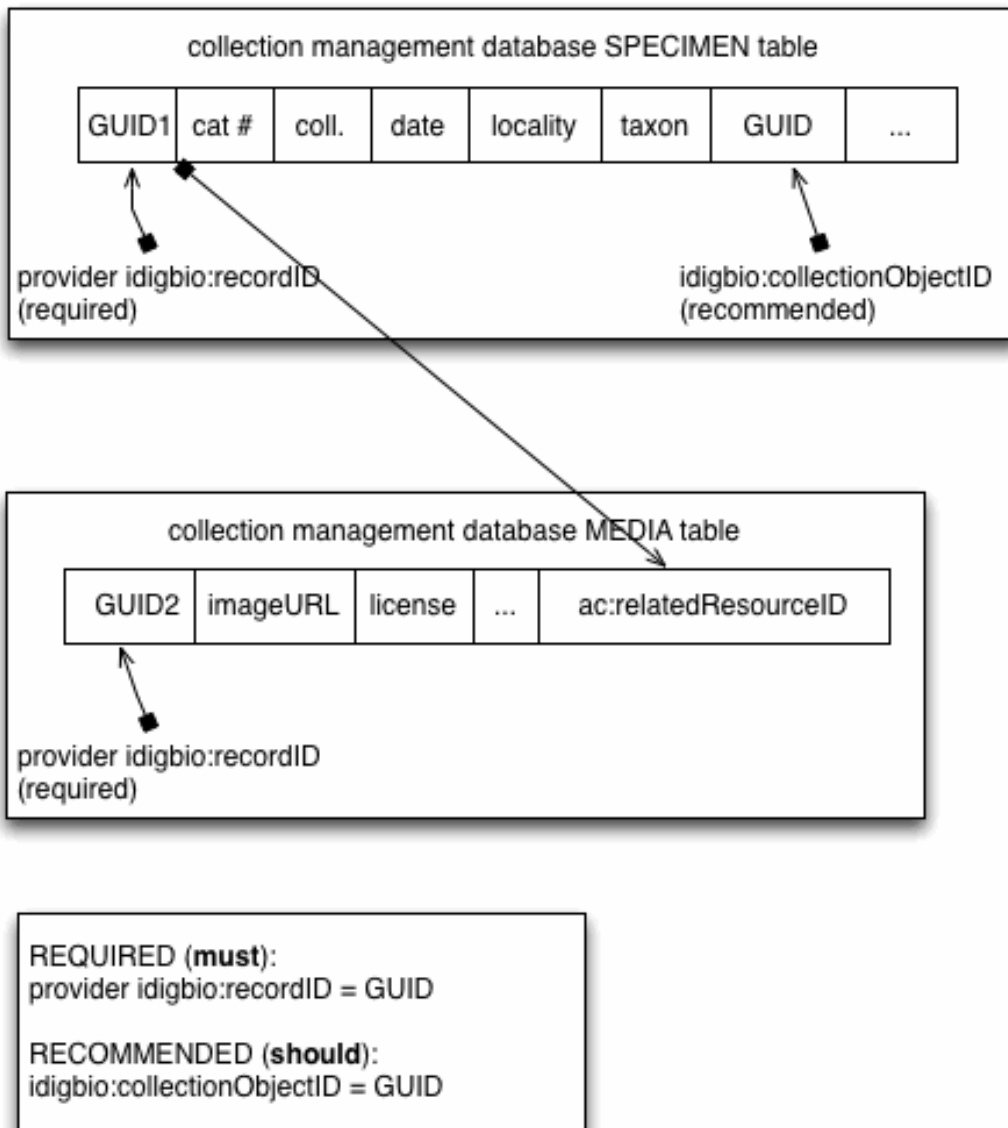 collection management database SPECIMEN table
GUID1 cat # coll. date locality taxon GUID ...
provider idigbio:recordID
(required)
idigbio:collectionObjectID
(recommended)
collection management database MEDIA table
GUID2 imageURL license ... ac:relatedResourceID
provider idigbio:recordID
(required)
REQUIRED (must):
provider idigbio:recordID = GUID
RECOMMENDED (should):
idigbio:collectionObjectID = GUID